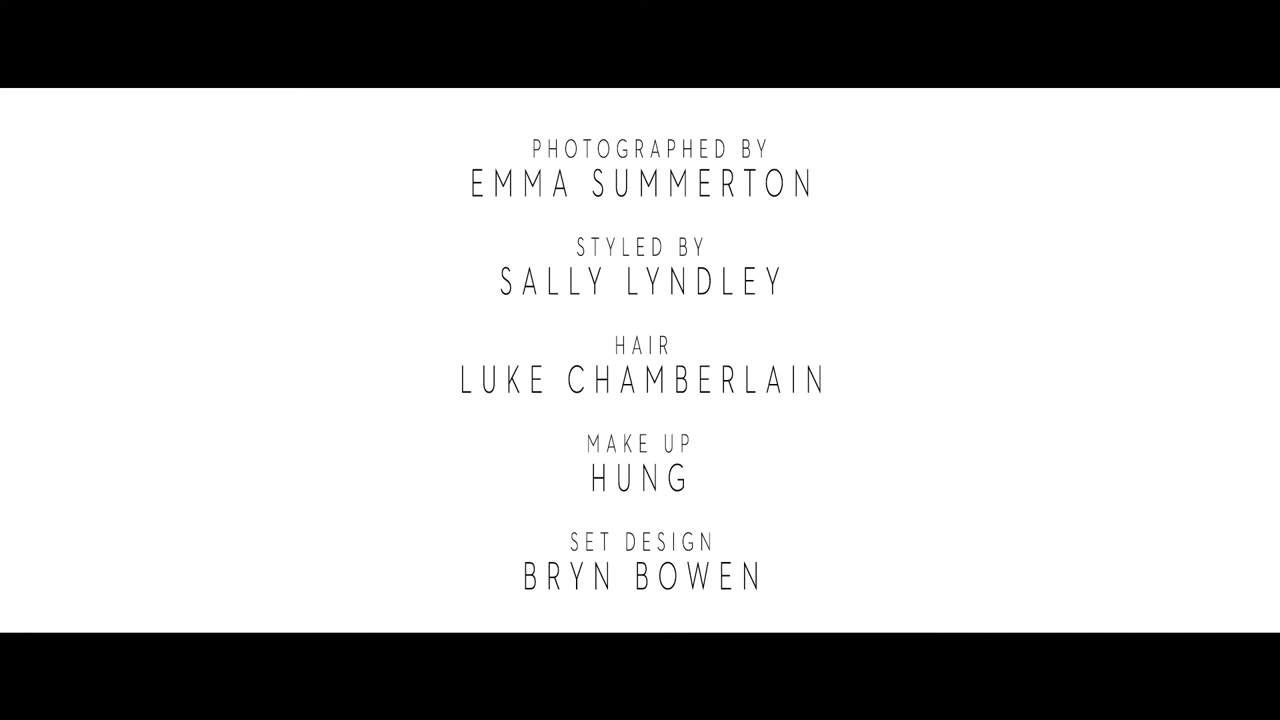 PHOTOGRAPHED BY
EMMA SUMMERTON
STYLED BY
SALLY LYNDLEY
HAIR
LUKE CHAMBERLAIN
MAKE UP
HUNG
SET DESIGN
BRYN BOWEN